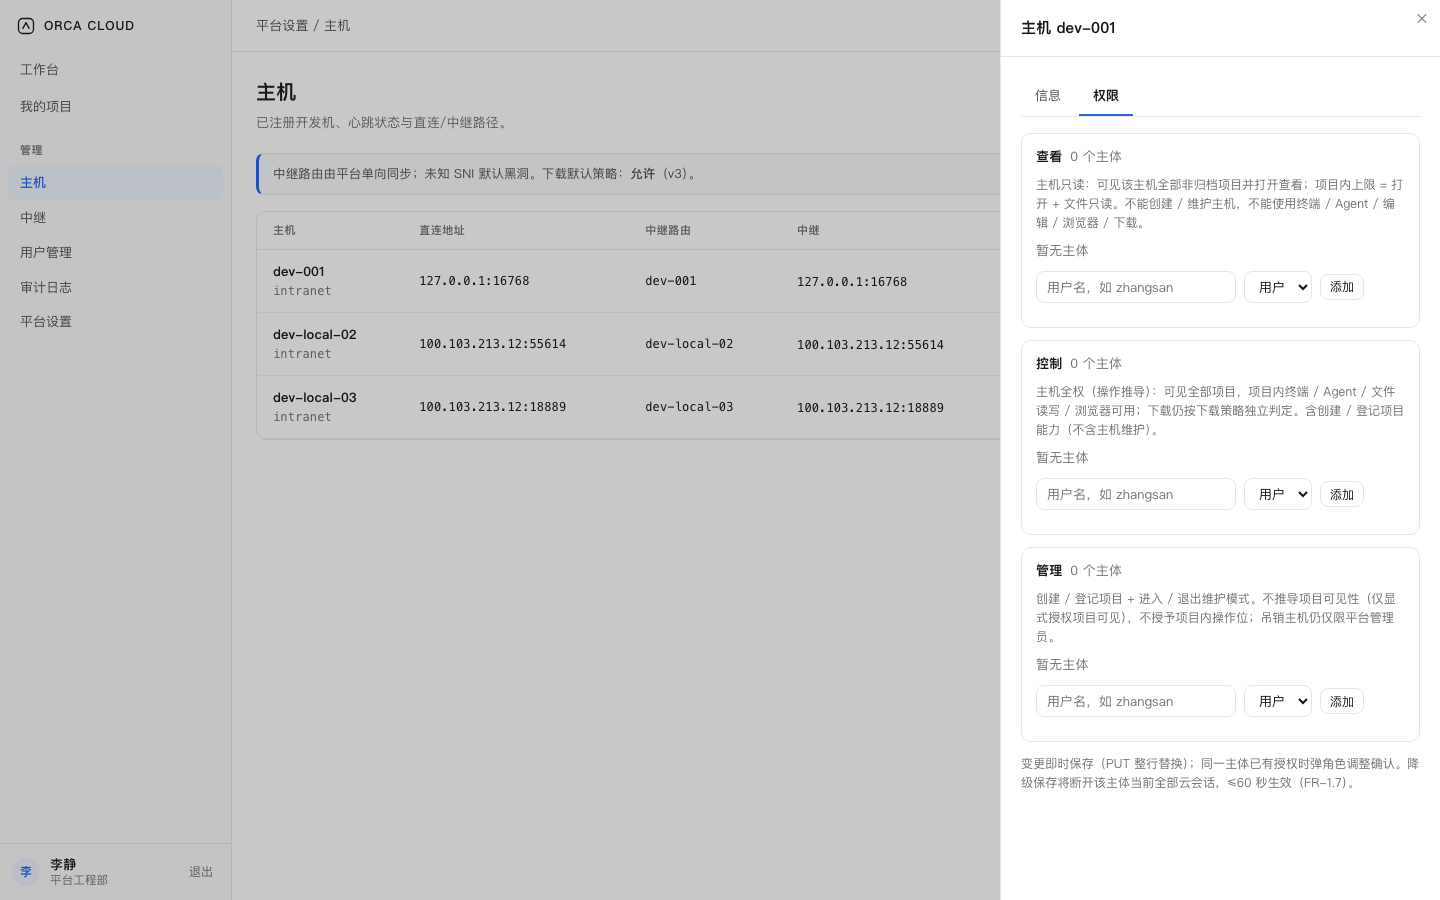 ORCA CLOUD
工作台
我的项目
管理
主机
中继
用户管理
审计日志
平台设置
李
李静
平台工程部
退出
平台设置 / 主机
主机
已注册开发机、心跳状态与直连/中继路径。
中继路由由平台单向同步；未知 SNI 默认黑洞。下载默认策略：允许（v3）。
主机 直连地址 中继路由 中继
dev-001 127.0.0.1:16768 dev-001 127.0.0.1:16768
intranet
dev-local-02 100.103.213.12:55614 dev-local-02 100.103.213.12:55614
intranet
dev-local-03 100.103.213.12:18889 dev-local-03 100.103.213.12:18889
intranet
主机 dev-001
×
信息 权限
查看 0 个主体
主机只读：可见该主机全部非归档项目并打开查看；项目内上限 = 打
开 + 文件只读。不能创建 / 维护主机，不能使用终端 / Agent / 编
辑 / 浏览器 / 下载。
暂无主体
用户名，如 zhangsan 用户 添加
控制 0 个主体
主机全权（操作推导）：可见全部项目，项目内终端 / Agent / 文件
读写 / 浏览器可用；下载仍按下载策略独立判定。含创建 / 登记项目
能力（不含主机维护）。
暂无主体
用户名，如 zhangsan 用户 添加
管理 0 个主体
创建 / 登记项目 + 进入 / 退出维护模式。不推导项目可见性（仅显
式授权项目可见），不授予项目内操作位；吊销主机仍仅限平台管理
员。
暂无主体
用户名，如 zhangsan 用户 添加
变更即时保存（PUT 整行替换）；同一主体已有授权时弹角色调整确认。降
级保存将断开该主体当前全部云会话，≤60 秒生效（FR-1.7）。